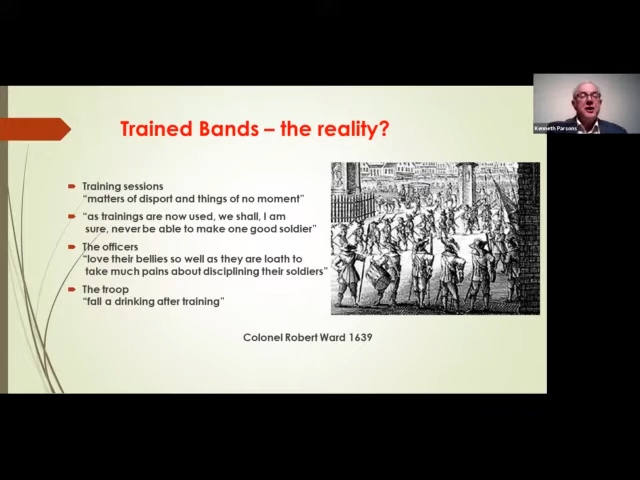 Trained Bands – the reality?
Kenneth Parsons
Training sessions
"matters of disport and things of no moment"
"as trainings are now used, we shall, I am
sure, never be able to make one good soldier"
The officers
"love their bellies so well as they are loath to
take much pains about disciplining their soldiers"
The troop
"fall a drinking after training"
Colonel Robert Ward 1639